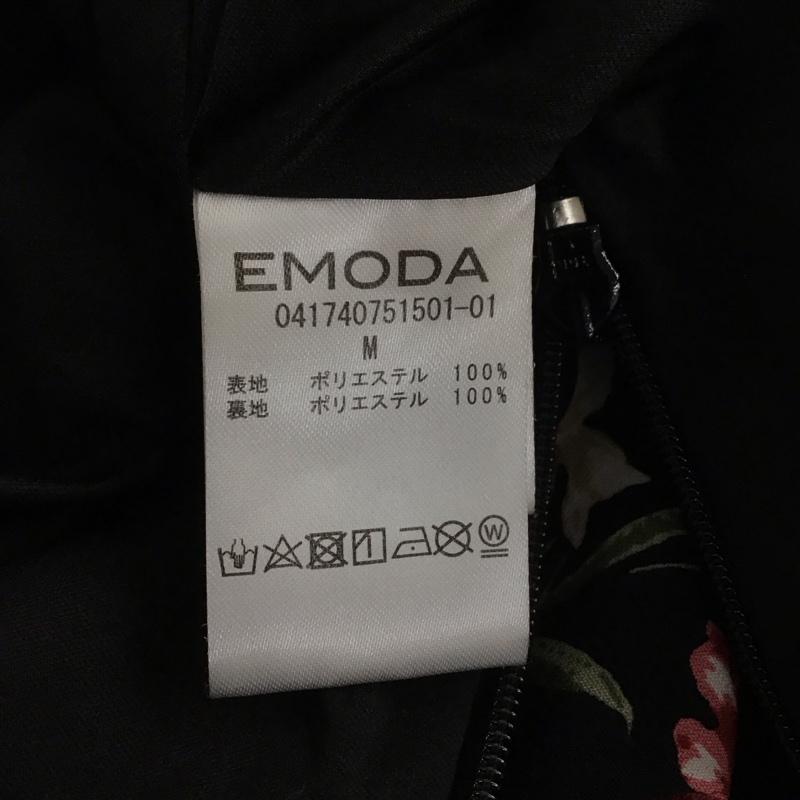 EMODA
041740751501-01
M
表地 ポリエステル 100%
裏地 ポリエステル 100%
W